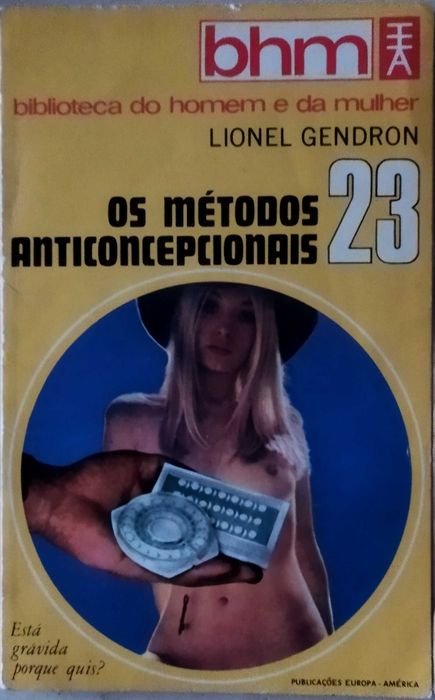 bhm
biblioteca do homem e da mulher
LIONEL GENDRON
23
OS MÉTODOS
ANTICONCEPCIONAIS
Está
grávida
porque quis?
PUBLICAÇÕES EUROPA - AMÉRICA